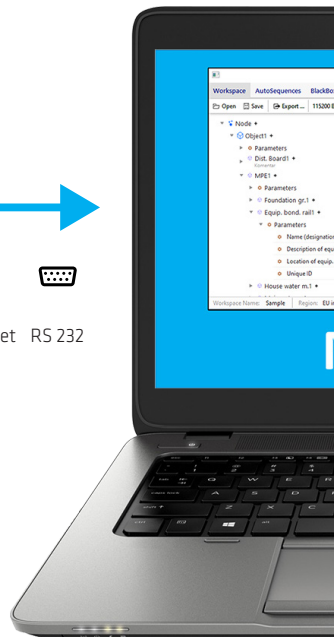 Workspace AutoSequences BlackBo
Open Save Export ... 115200 B
Node
Object1
Parameters
Dist. Board1
MPE1
Parameters
Foundation gr.1
Equip. bond. rail1
Parameters
Name (designation
Description of equ
Location of equip.
Unique ID
House water m.1
Workspace Name: Sample Region: EU i
et RS 232